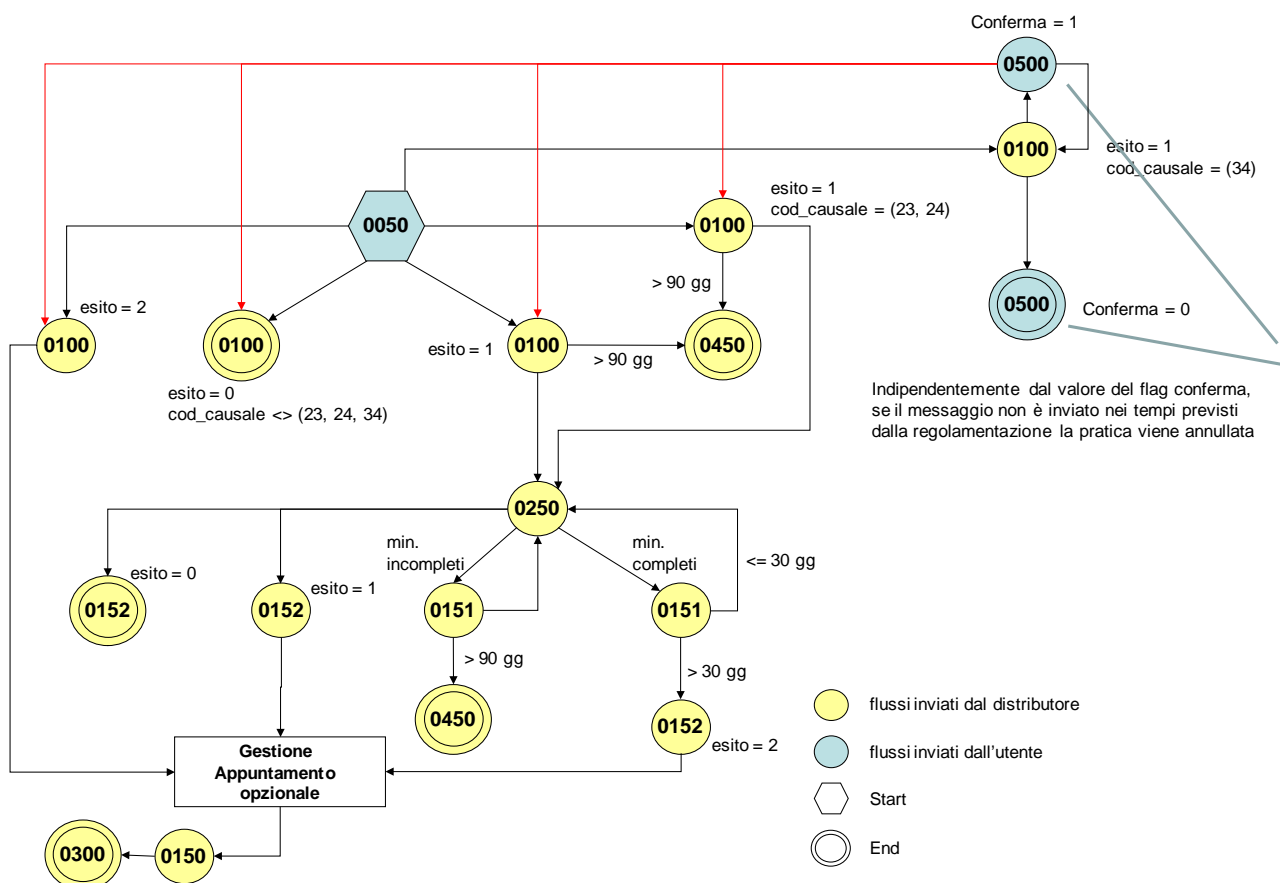 Conferma = 1
0500
0100
esito = 1
cod_causale = (34)
esito = 1
cod_causale = (23, 24)
0050
0100
> 90 gg
0500
Conferma = 0
esito = 2
0100
0100
esito = 1
0100
> 90 gg
0450
esito = 0
cod_causale <> (23, 24, 34)
Indipendentemente dal valore del flag conferma,
se il messaggio non è inviato nei tempi previsti
dalla regolamentazione la pratica viene annullata
0250
min.
incompleti
min.
completi
<= 30 gg
esito = 0
esito = 1
0152
0152
0151
0151
> 90 gg
> 30 gg
0450
0152
esito = 2
flussi inviati dal distributore
flussi inviati dall'utente
Start
End
Gestione
Appuntamento
opzionale
0300
0150